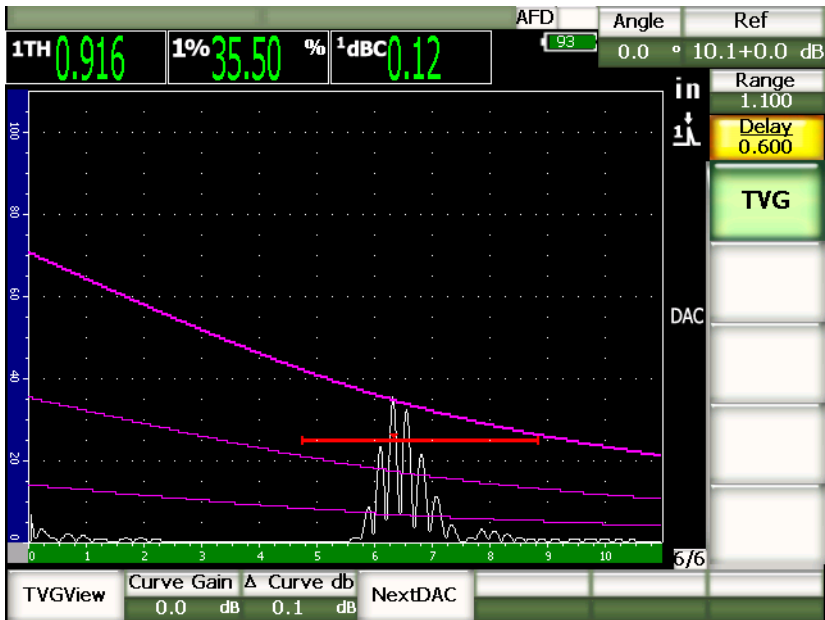 AFD
Angle
Ref
1TH 0.916
1% 35.50 %
1dBC 0.12
93
0.0 °
10.1+0.0 dB
in
Range
1.100
1
Delay
0.600
TVG
DAC
100
80
60
40
20
0
0 1 2 3 4 5 6 7 8 9 10
6/6
TVGView
Curve Gain
0.0 dB
Δ Curve db
0.1 dB
NextDAC